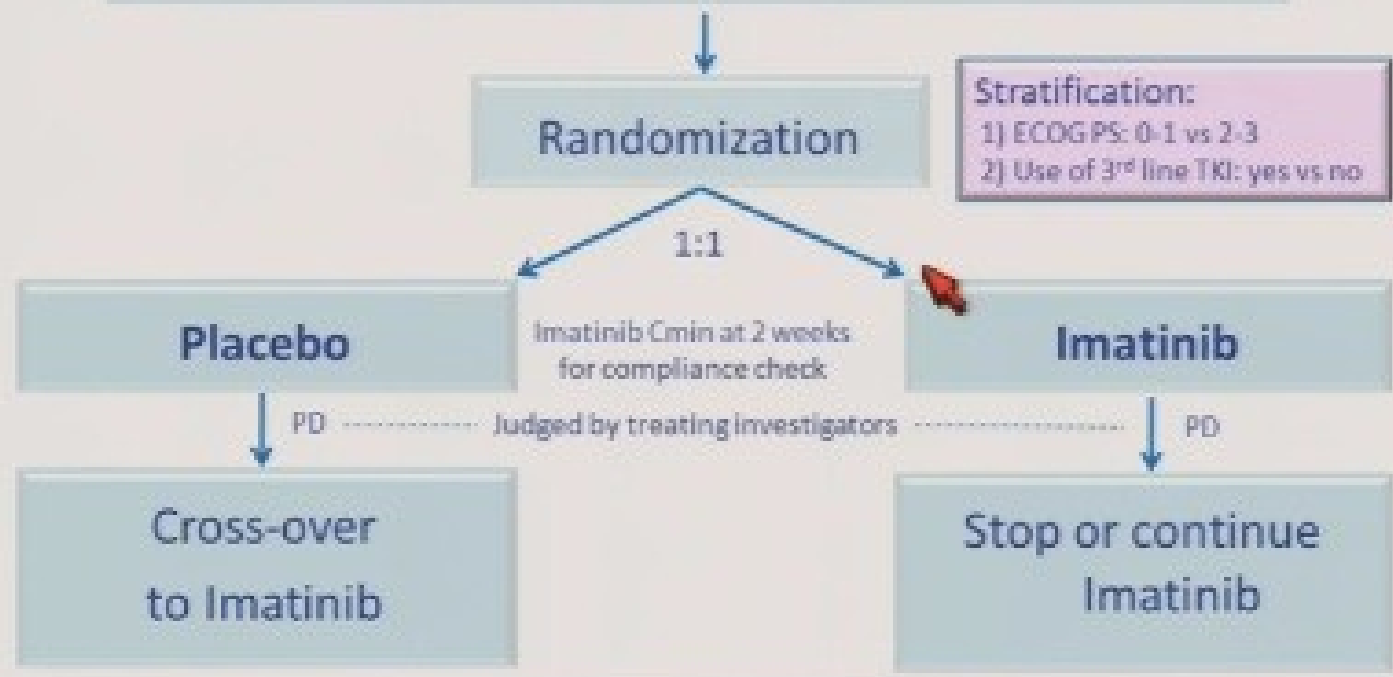 Randomization
Stratification:
1) ECOG PS: 0-1 vs 2-3
2) Use of 3rd line TKI: yes vs no
1:1
Placebo
Imatinib Cmin at 2 weeks
for compliance check
Imatinib
PD
Judged by treating investigators
PD
Cross-over
to Imatinib
Stop or continue
Imatinib